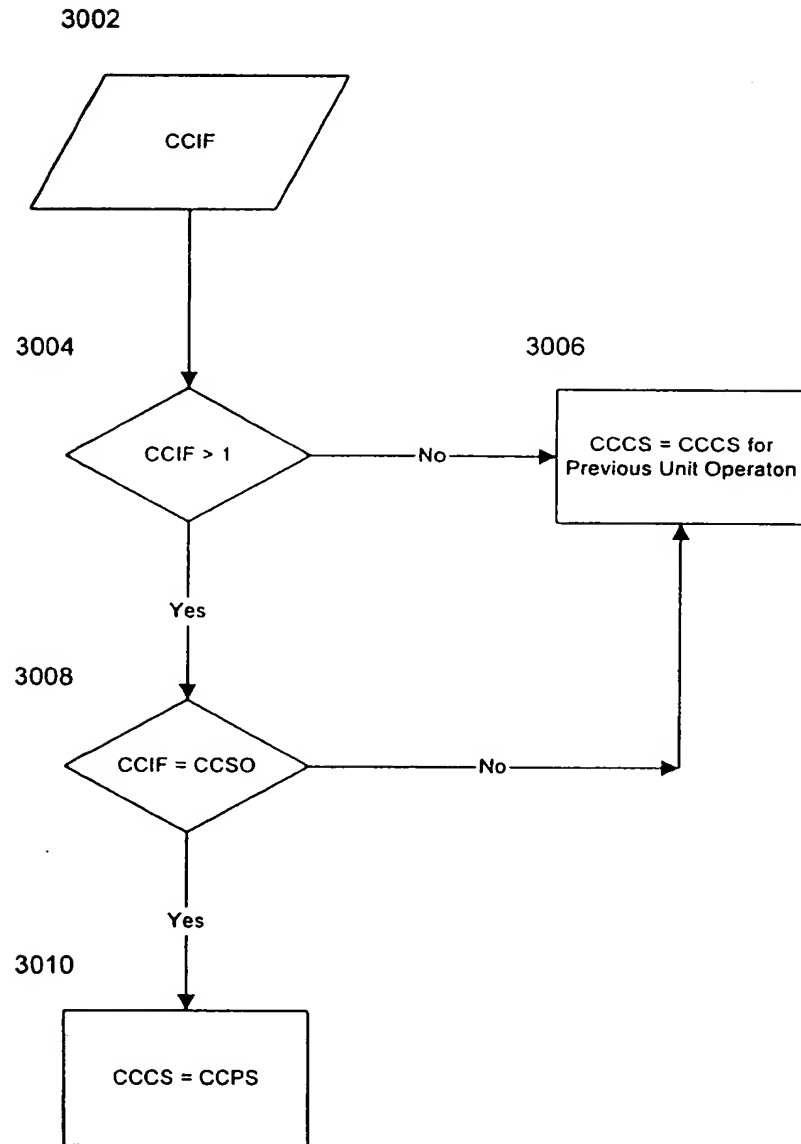 3002
CCIF
3004
3006
CCIF > 1
No
CCCS = CCCS for
Previous Unit Operaton
Yes
3008
CCIF = CCSO
No
Yes
3010
CCCS = CCPS